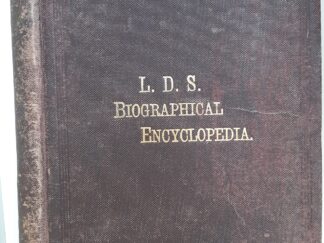 L. D. S.
BIOGRAPHICAL
ENCYCLOPEDIA.